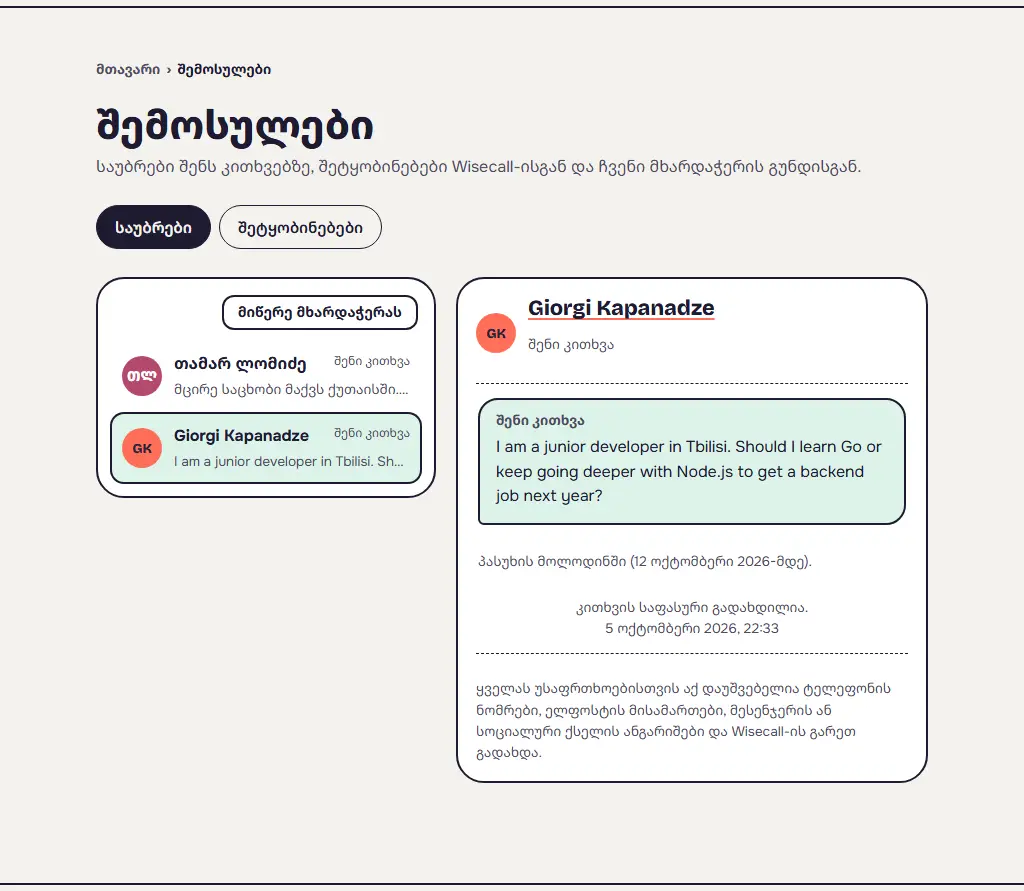 მთავარი › შემოსულები
შემოსულები
საუბრები შენს კითხვებზე, შეტყობინებები Wisecall-ისგან და ჩვენი მხარდაჭერის გუნდისგან.
საუბრები
შეტყობინებები
მიწერე მხარდაჭერას
თლ
თამარ ლომიძე
შენი კითხვა
მცირე საცხობი მაქვს ქუთაისში....
GK
Giorgi Kapanadze
შენი კითხვა
I am a junior developer in Tbilisi. Sh...
GK
Giorgi Kapanadze
შენი კითხვა
შენი კითხვა
I am a junior developer in Tbilisi. Should I learn Go or
keep going deeper with Node.js to get a backend
job next year?
პასუხის მოლოდინში (12 ოქტომბერი 2026-მდე).
კითხვის საფასური გადახდილია.
5 ოქტომბერი 2026, 22:33
ყველას უსაფრთხოებისთვის აქ დაუშვებელია ტელეფონის
ნომრები, ელფოსტის მისამართები, მესენჯერის ან
სოციალური ქსელის ანგარიშები და Wisecall-ის გარეთ
გადახდა.